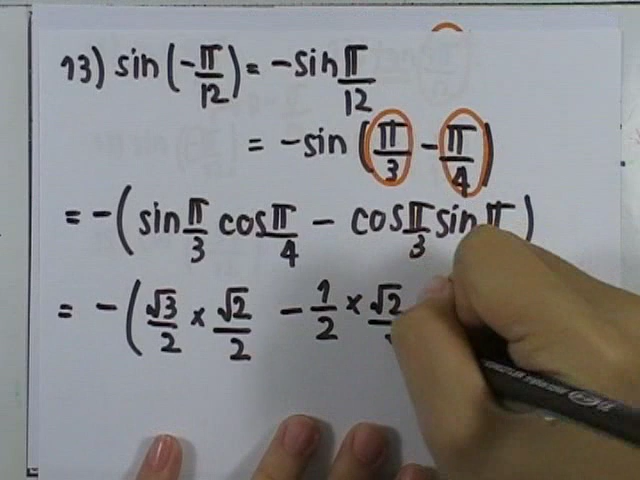 13) sin(-π/12) = -sin π/12
= -sin (π/3 - π/4)
= -(sin π/3 cos π/4 - cos π/3 sin π)
= -(√3/2 × √2/2 - 1/2 × √2